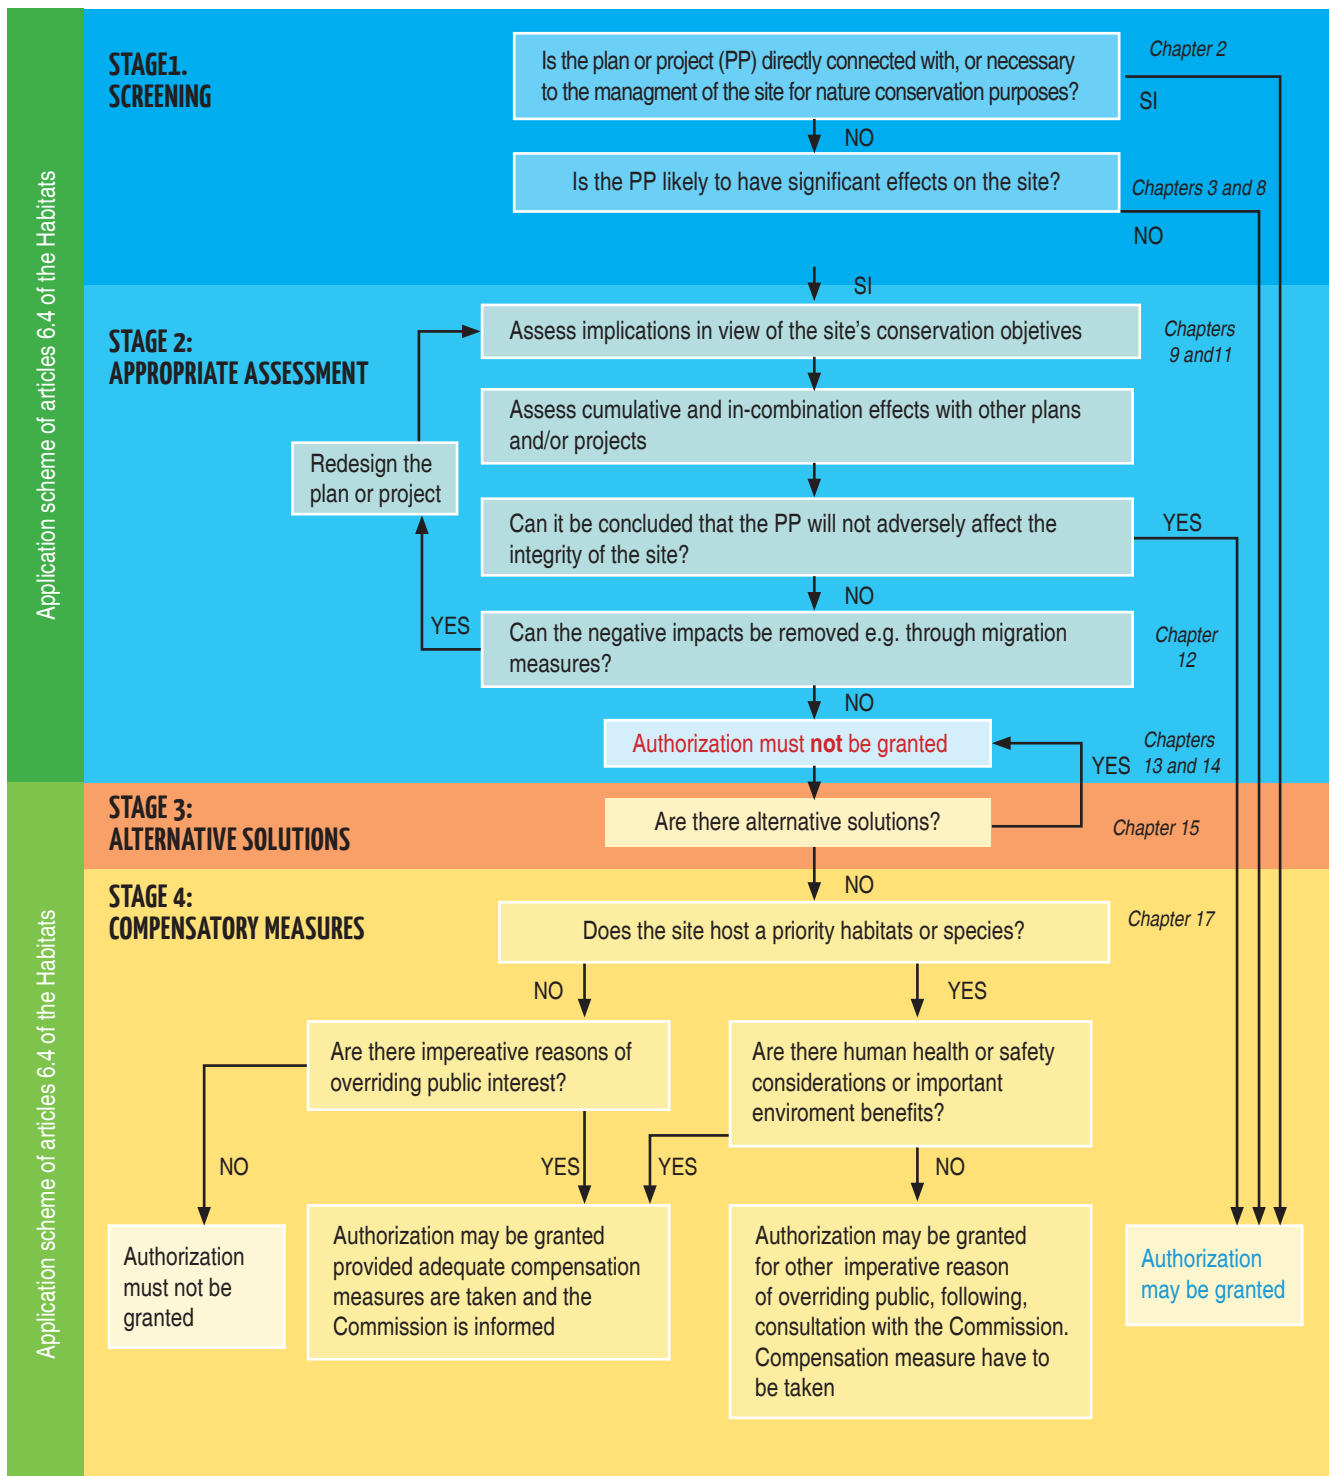 Application scheme of articles 6.4 of the Habitats
STAGE1.
SCREENING
Is the plan or project (PP) directly connected with, or necessary
to the managment of the site for nature conservation purposes?
Chapter 2
SI
NO
Is the PP likely to have significant effects on the site?
Chapters 3 and 8
NO
SI
STAGE 2:
APPROPRIATE ASSESSMENT
Assess implications in view of the site's conservation objetives
Chapters
9 and11
Assess cumulative and in-combination effects with other plans
and/or projects
Redesign the
plan or project
Can it be concluded that the PP will not adversely affect the
integrity of the site?
YES
NO
YES
Can the negative impacts be removed e.g. through migration
measures?
Chapter
12
NO
Authorization must not be granted
YES
Chapters
13 and 14
Application scheme of articles 6.4 of the Habitats
STAGE 3:
ALTERNATIVE SOLUTIONS
Are there alternative solutions?
Chapter 15
NO
STAGE 4:
COMPENSATORY MEASURES
Does the site host a priority habitats or species?
Chapter 17
NO
YES
Are there impereative reasons of
overriding public interest?
Are there human health or safety
considerations or important
enviroment benefits?
NO
YES
YES
NO
Authorization
must not be
granted
Authorization may be granted
provided adequate compensation
measures are taken and the
Commission is informed
Authorization may be granted
for other imperative reason
of overriding public, following,
consultation with the Commission.
Compensation measure have to
be taken
Authorization
may be granted